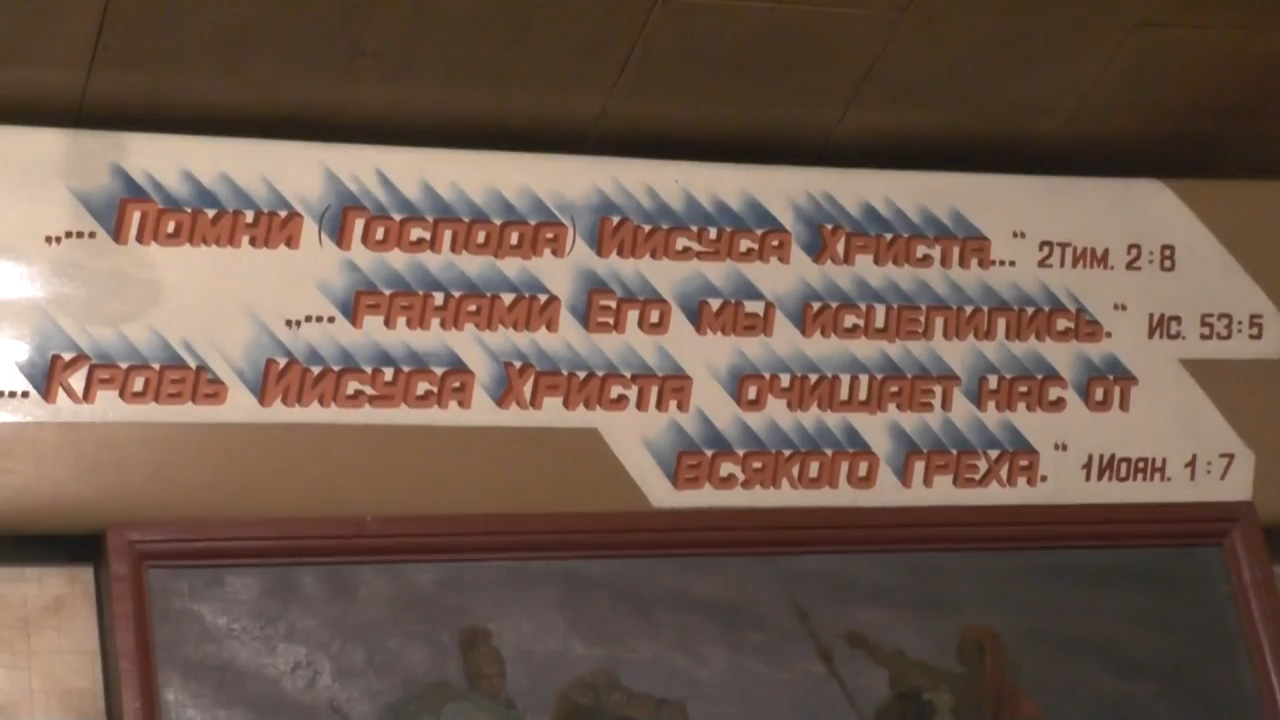 „... Помни (Господа) Иисуса Христа...“ 2Тим. 2:8
„... ранами Его мы исцелились.“ Ис. 53:5
... Кровь Иисуса Христа очищает нас от
всякого греха.“ 1Иоан. 1:7